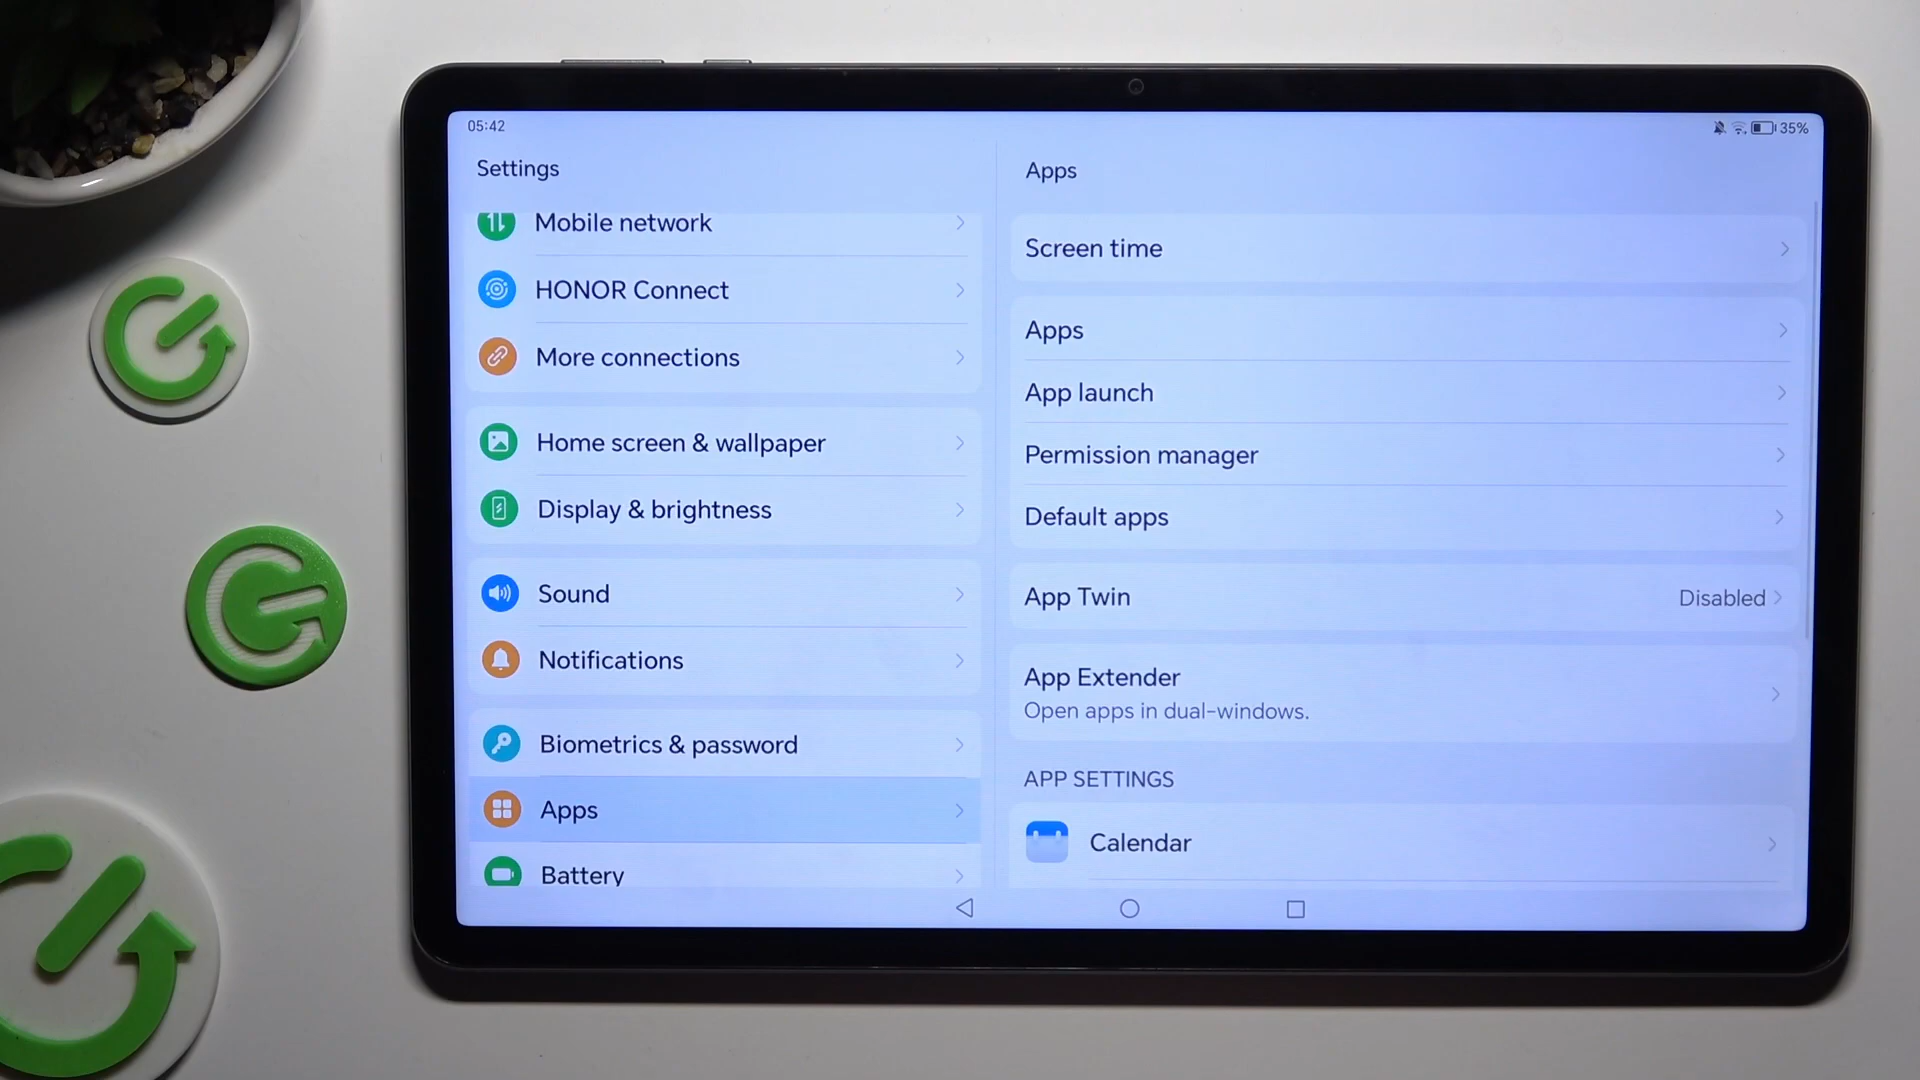 05:42
35%
Settings
Mobile network
HONOR Connect
More connections
Home screen & wallpaper
Display & brightness
Sound
Notifications
Biometrics & password
Apps
Battery
Apps
Screen time
Apps
App launch
Permission manager
Default apps
App Twin
Disabled
App Extender
Open apps in dual-windows.
APP SETTINGS
Calendar